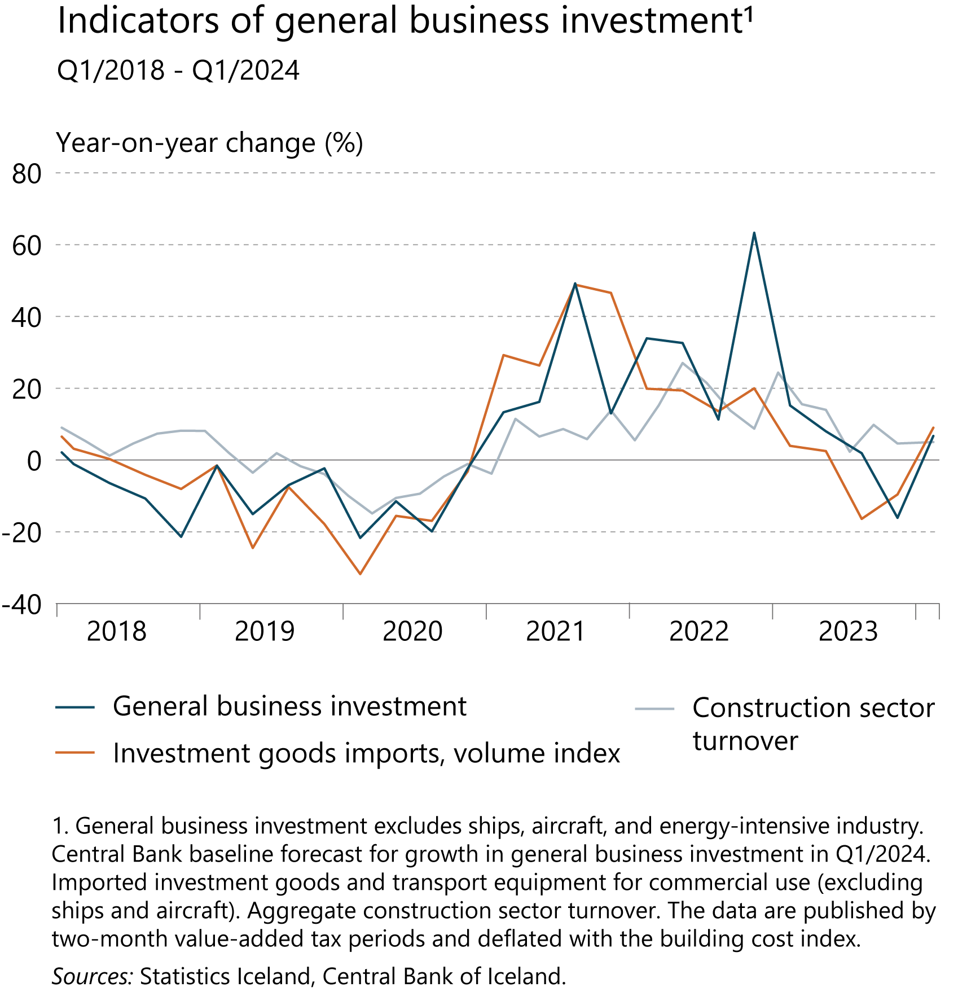 Indicators of general business investment¹
Q1/2018 - Q1/2024
Year-on-year change (%)
80
60
40
20
0
-20
-40
2018 2019 2020 2021 2022 2023
General business investment
Investment goods imports, volume index
Construction sector
turnover
1. General business investment excludes ships, aircraft, and energy-intensive industry.
Central Bank baseline forecast for growth in general business investment in Q1/2024.
Imported investment goods and transport equipment for commercial use (excluding
ships and aircraft). Aggregate construction sector turnover. The data are published by
two-month value-added tax periods and deflated with the building cost index.
Sources: Statistics Iceland, Central Bank of Iceland.